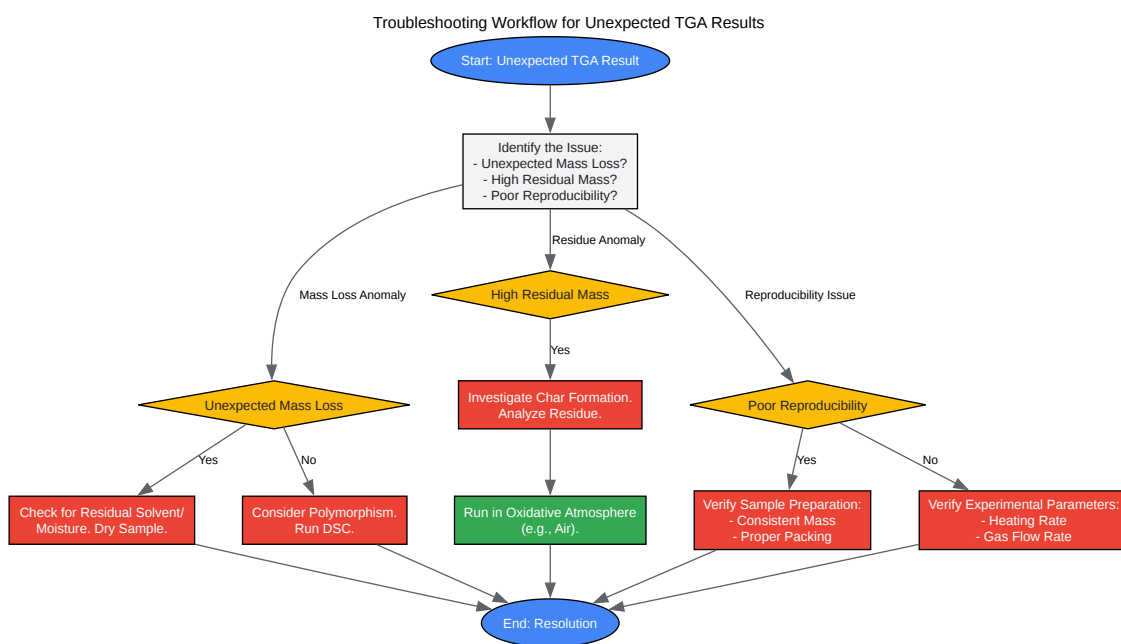 Troubleshooting Workflow for Unexpected TGA Results
Start: Unexpected TGA Result
Identify the Issue:
- Unexpected Mass Loss?
- High Residual Mass?
- Poor Reproducibility?
Residue Anomaly
Mass Loss Anomaly
High Residual Mass
Reproducibility Issue
Yes
Investigate Char Formation.
Analyze Residue.
Unexpected Mass Loss
Poor Reproducibility
Yes
No
Yes
No
Check for Residual Solvent/
Moisture. Dry Sample.
Consider Polymorphism.
Run DSC.
Run in Oxidative Atmosphere
(e.g., Air).
Verify Sample Preparation:
- Consistent Mass
- Proper Packing
Verify Experimental Parameters:
- Heating Rate
- Gas Flow Rate
End: Resolution